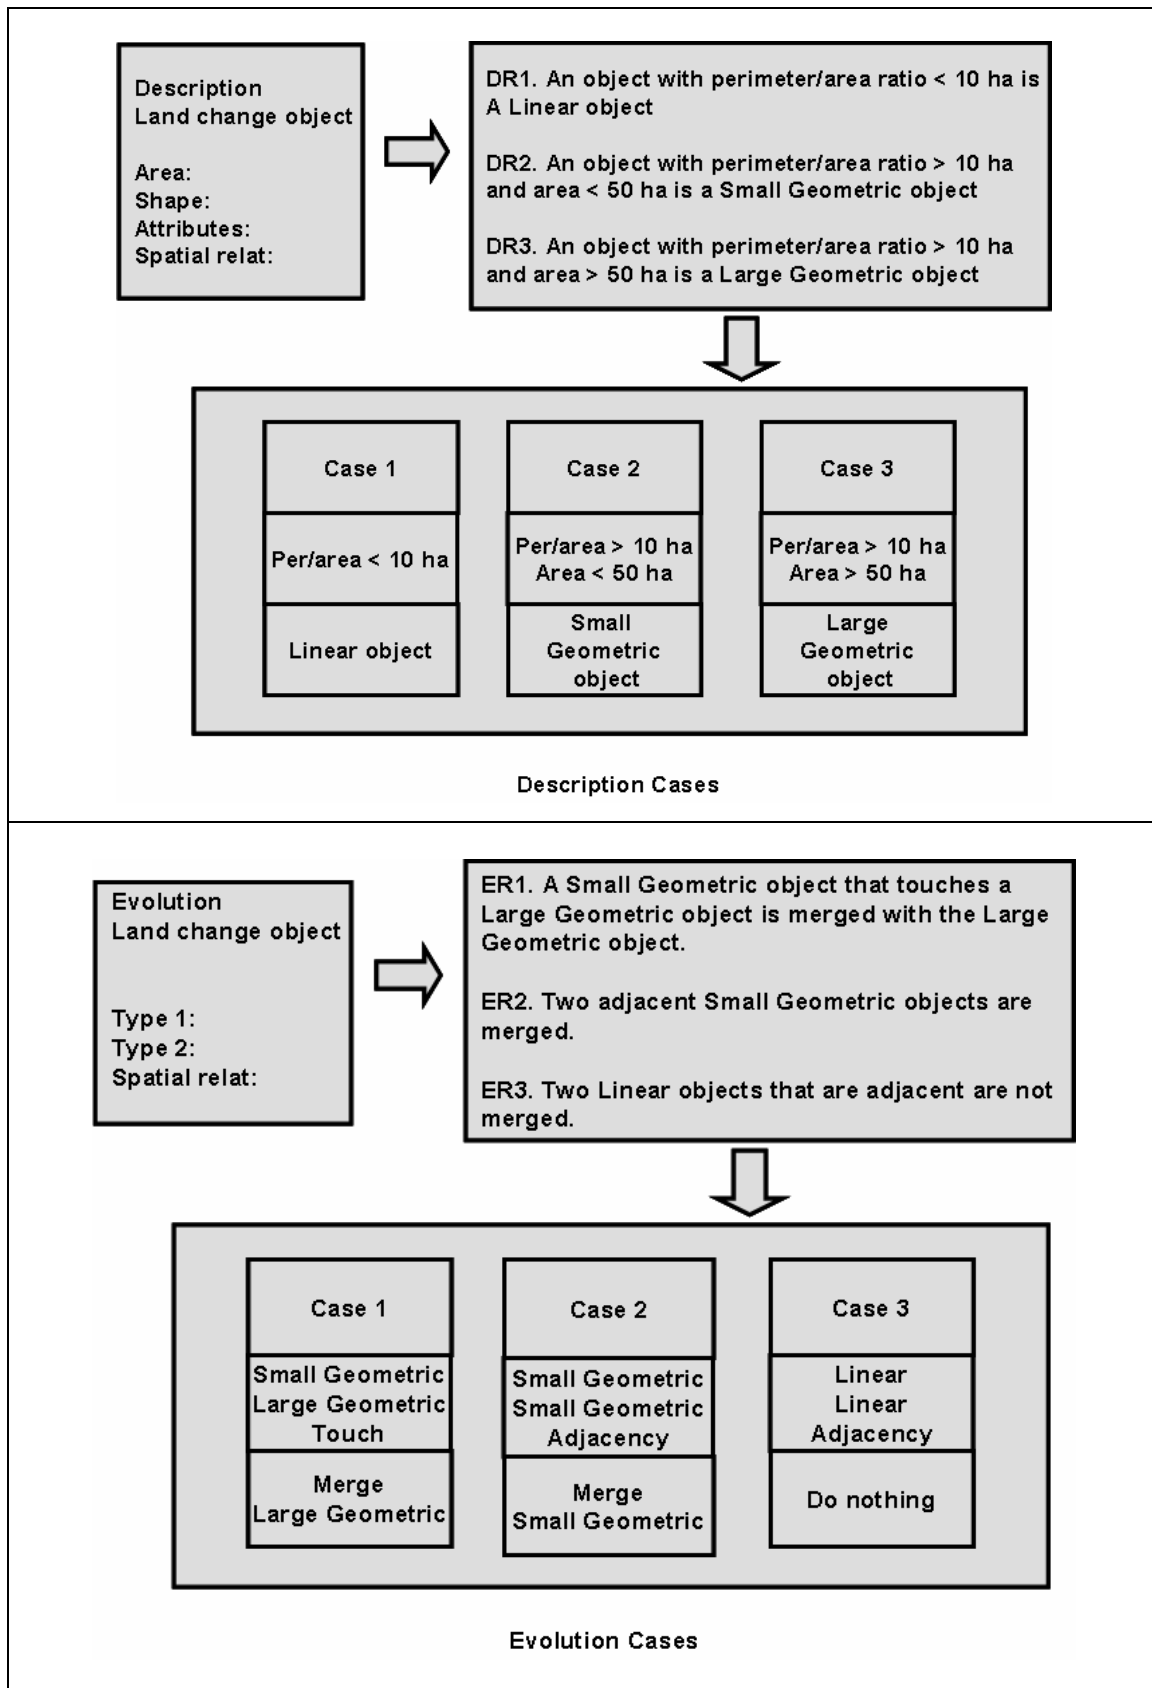 Description
Land change object
Area:
Shape:
Attributes:
Spatial relat:
DR1. An object with perimeter/area ratio < 10 ha is
A Linear object
DR2. An object with perimeter/area ratio > 10 ha
and area < 50 ha is a Small Geometric object
DR3. An object with perimeter/area ratio > 10 ha
and area > 50 ha is a Large Geometric object
Case 1
Per/area < 10 ha
Linear object
Case 2
Per/area > 10 ha
Area < 50 ha
Small
Geometric
object
Case 3
Per/area > 10 ha
Area > 50 ha
Large
Geometric
object
Description Cases
Evolution
Land change object
Type 1:
Type 2:
Spatial relat:
ER1. A Small Geometric object that touches a
Large Geometric object is merged with the Large
Geometric object.
ER2. Two adjacent Small Geometric objects are
merged.
ER3. Two Linear objects that are adjacent are not
merged.
Case 1
Small Geometric
Large Geometric
Touch
Merge
Large Geometric
Case 2
Small Geometric
Small Geometric
Adjacency
Merge
Small Geometric
Case 3
Linear
Linear
Adjacency
Do nothing
Evolution Cases